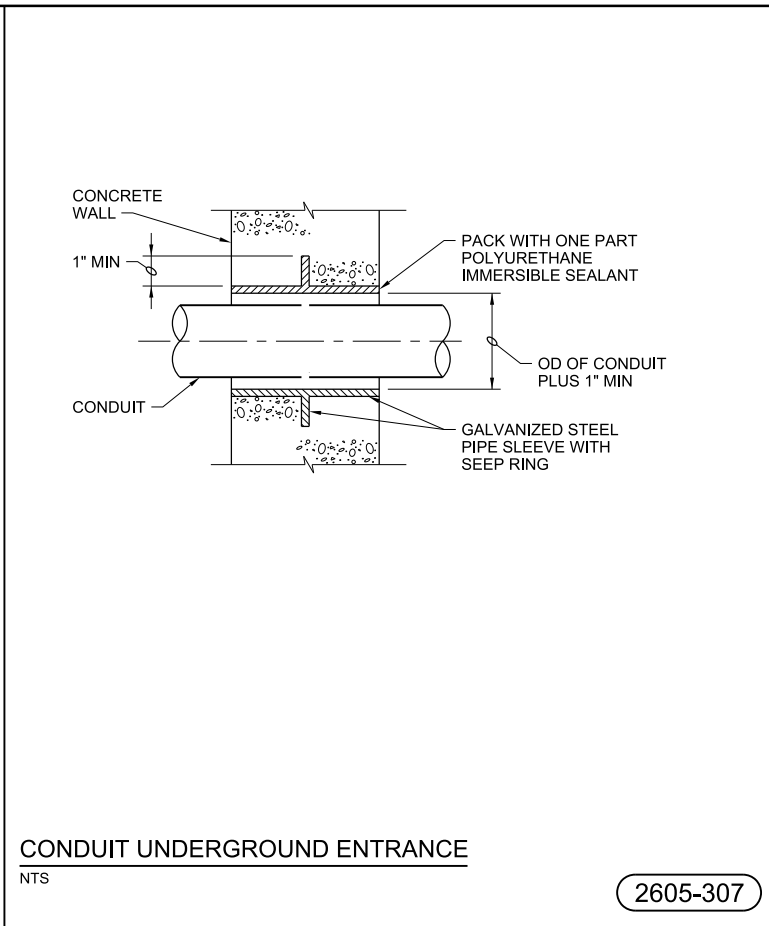 CONCRETE
WALL
1" MIN
PACK WITH ONE PART
POLYURETHANE
IMMERSIBLE SEALANT
OD OF CONDUIT
PLUS 1" MIN
CONDUIT
GALVANIZED STEEL
PIPE SLEEVE WITH
SEEP RING
CONDUIT UNDERGROUND ENTRANCE
NTS
2605-307